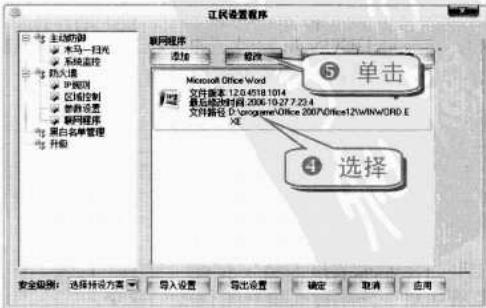 江民设置程序
主动防御
木马一扫光
系统监控
防火墙
IP规则
区域控制
参数设置
联网程序
黑白名单管理
升级
联网程序
添加
修改
❺ 单击
Microsoft Office Word
文件版本:12.0.4518.1014
最后修改时间:2006-10-27 7:23:4
文件路径:D:\programe\Office 2007\Office12\WINWORD.E
XE
❹ 选择
安全级别:
选择预设方案
导入设置
导出设置
确定
取消
应用